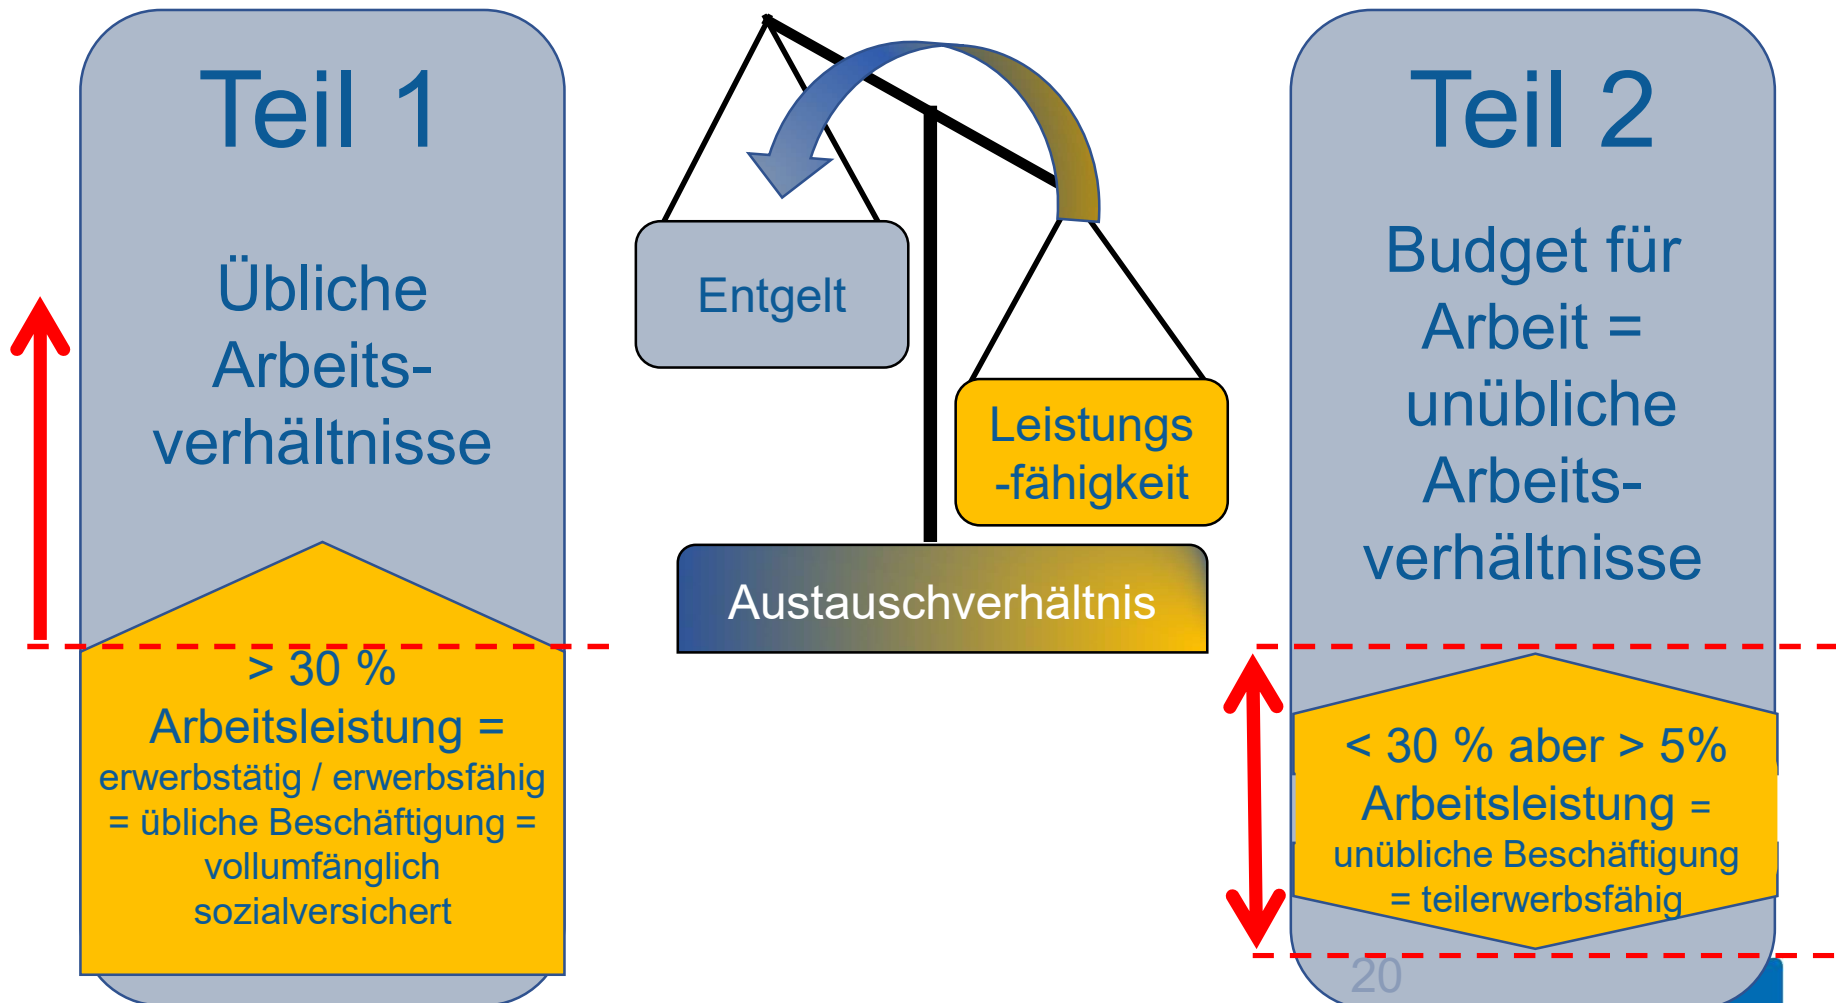 Teil 1
Übliche
Arbeits-
verhältnisse
> 30 %
Arbeitsleistung =
erwerbstätig / erwerbsfähig
= übliche Beschäftigung =
vollumfänglich
sozialversichert
Entgelt
Leistungs
-fähigkeit
Austauschverhältnis
Teil 2
Budget für
Arbeit =
unübliche
Arbeits-
verhältnisse
< 30 % aber > 5%
Arbeitsleistung =
unübliche Beschäftigung
= teilerwerbsfähig
20